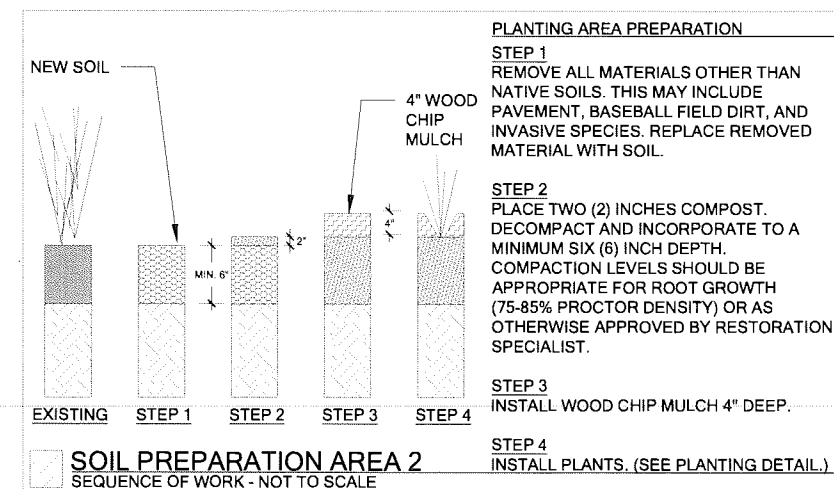 NEW SOIL
4" WOOD
CHIP
MULCH
4"
2"
MIN. 6"
EXISTING
STEP 1
STEP 2
STEP 3
STEP 4
SOIL PREPARATION AREA 2
SEQUENCE OF WORK - NOT TO SCALE
PLANTING AREA PREPARATION
STEP 1
REMOVE ALL MATERIALS OTHER THAN
NATIVE SOILS. THIS MAY INCLUDE
PAVEMENT, BASEBALL FIELD DIRT, AND
INVASIVE SPECIES. REPLACE REMOVED
MATERIAL WITH SOIL.
STEP 2
PLACE TWO (2) INCHES COMPOST.
DECOMPACT AND INCORPORATE TO A
MINIMUM SIX (6) INCH DEPTH.
COMPACTION LEVELS SHOULD BE
APPROPRIATE FOR ROOT GROWTH
(75-85% PROCTOR DENSITY) OR AS
OTHERWISE APPROVED BY RESTORATION
SPECIALIST.
STEP 3
INSTALL WOOD CHIP MULCH 4" DEEP.
STEP 4
INSTALL PLANTS. (SEE PLANTING DETAIL.)